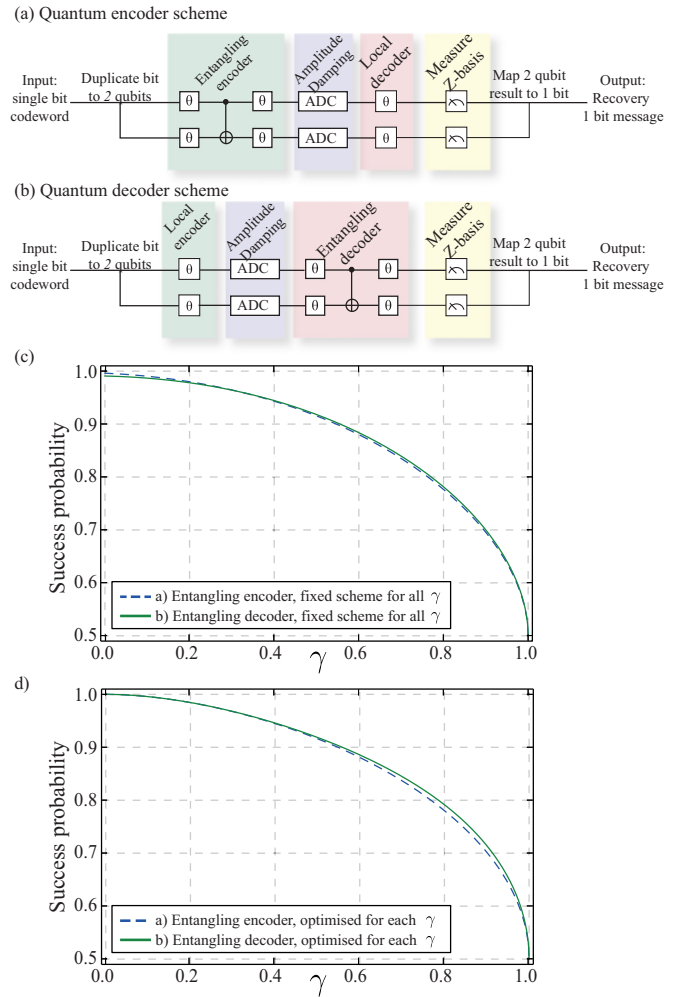 (a) Quantum encoder scheme
Input:
single bit
codeword
Duplicate bit
to 2 qubits
Entangling
encoder
Amplitude
Damping
Local
decoder
Measure
Z-basis
Map 2 qubit
result to 1 bit
Output:
Recovery
1 bit message
θ θ ADC θ
θ θ ADC θ
(b) Quantum decoder scheme
Input:
single bit
codeword
Duplicate bit
to 2 qubits
Local
encoder
Amplitude
Damping
Entangling
decoder
Measure
Z-basis
Map 2 qubit
result to 1 bit
Output:
Recovery
1 bit message
θ ADC θ θ
θ ADC θ θ
(c)
Success probability
1.0
0.9
0.8
0.7
0.6
0.5
a) Entangling encoder, fixed scheme for all γ
b) Entangling decoder, fixed scheme for all γ
0.0 0.2 0.4 0.6 0.8 1.0
γ
d)
Success probability
1.0
0.9
0.8
0.7
0.6
0.5
a) Entangling encoder, optimised for each γ
b) Entangling decoder, optimised for each γ
0.0 0.2 0.4 0.6 0.8 1.0
γ